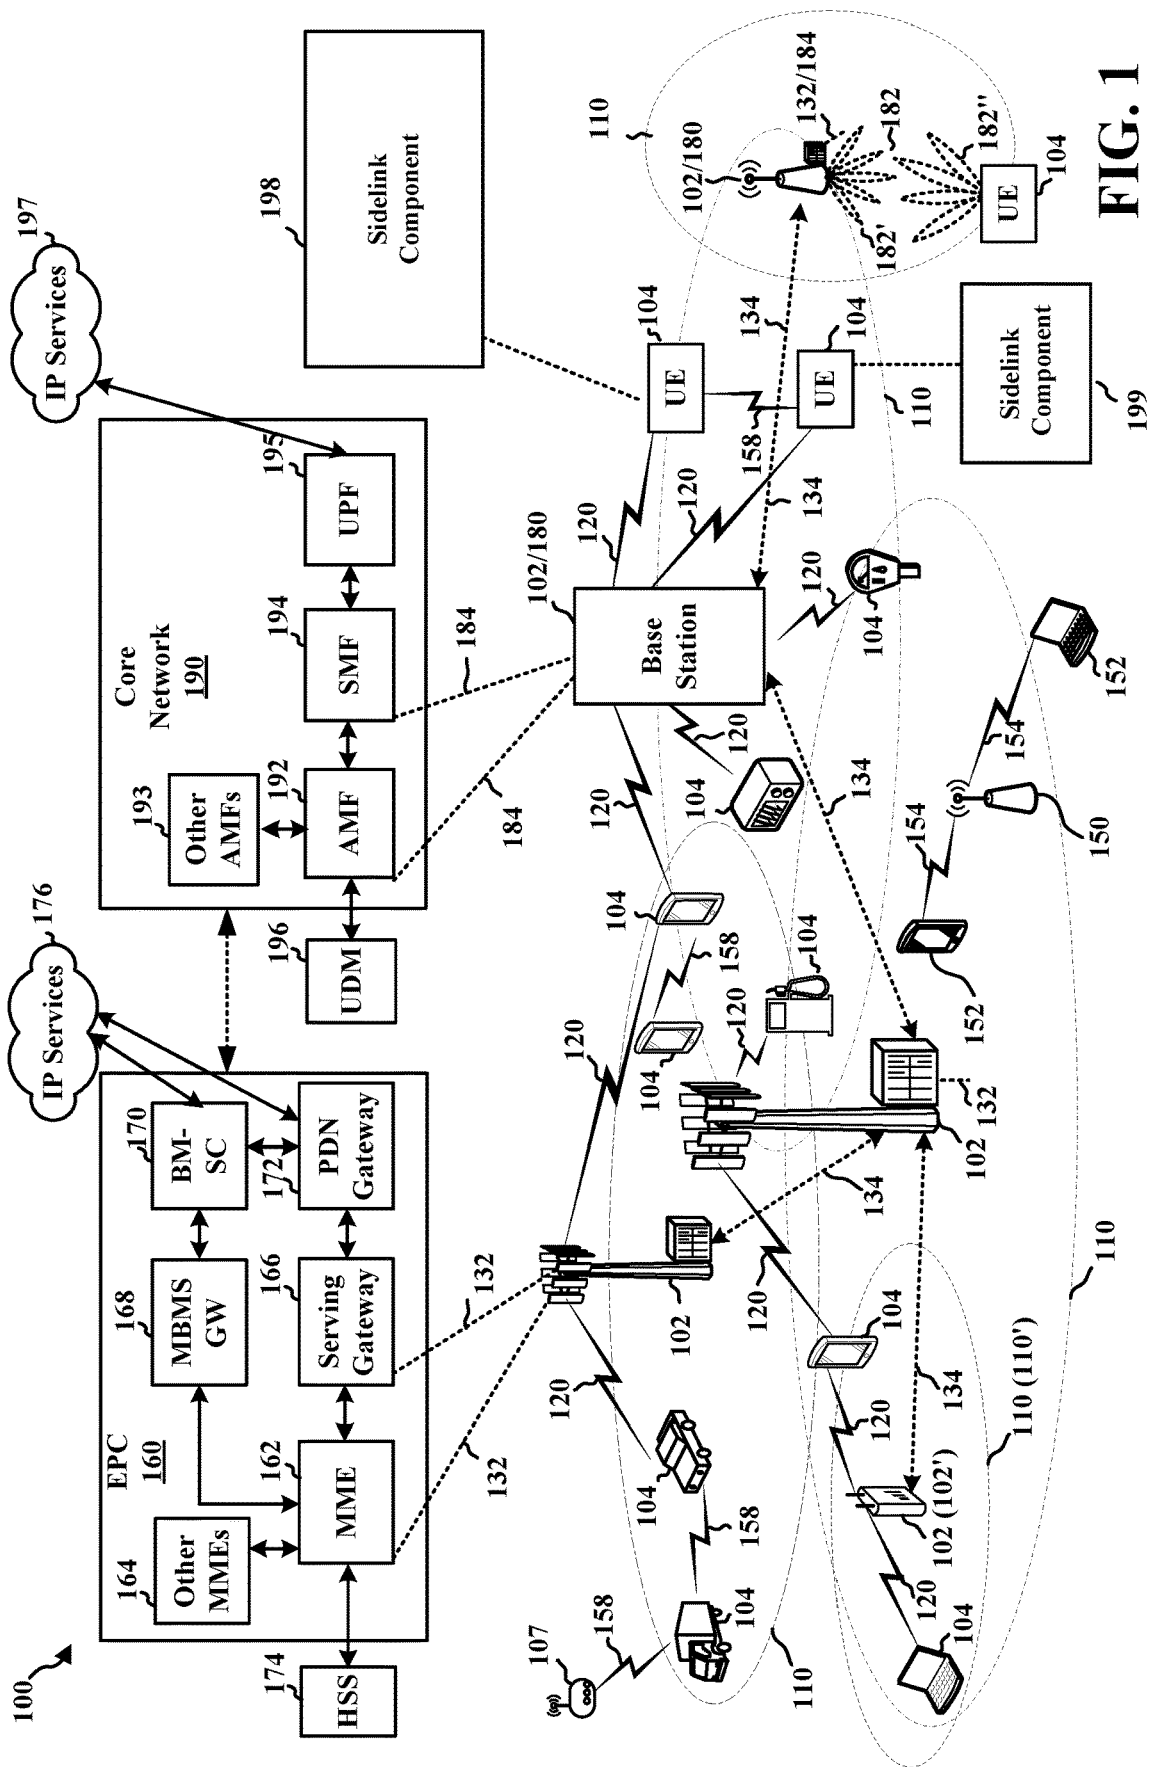 100
EPC
160
164
Other
MMEs
162
MME
174
HSS
168
MBMS
GW
166
Serving
Gateway
170
BM-
SC
172
PDN
Gateway
IP Services
176
Core
Network
190
193
Other
AMFs
192
AMF
196
UDM
194
SMF
195
UPF
IP Services
197
198
Sidelink
Component
132
132
184
184
102/180
Base
Station
120
120
120
120
120
120
120
UE
104
UE
104
158
134
134
Sidelink
Component
199
110
110
102/180
132/184
182'
182
182''
UE
104
104
104
104
104
158
120
104
134
107
158
104
158
104
110
102
134
120
120
102
132
104
120
102 (102')
134
120
104
110 (110')
110
152
154
150
154
152
FIG. 1